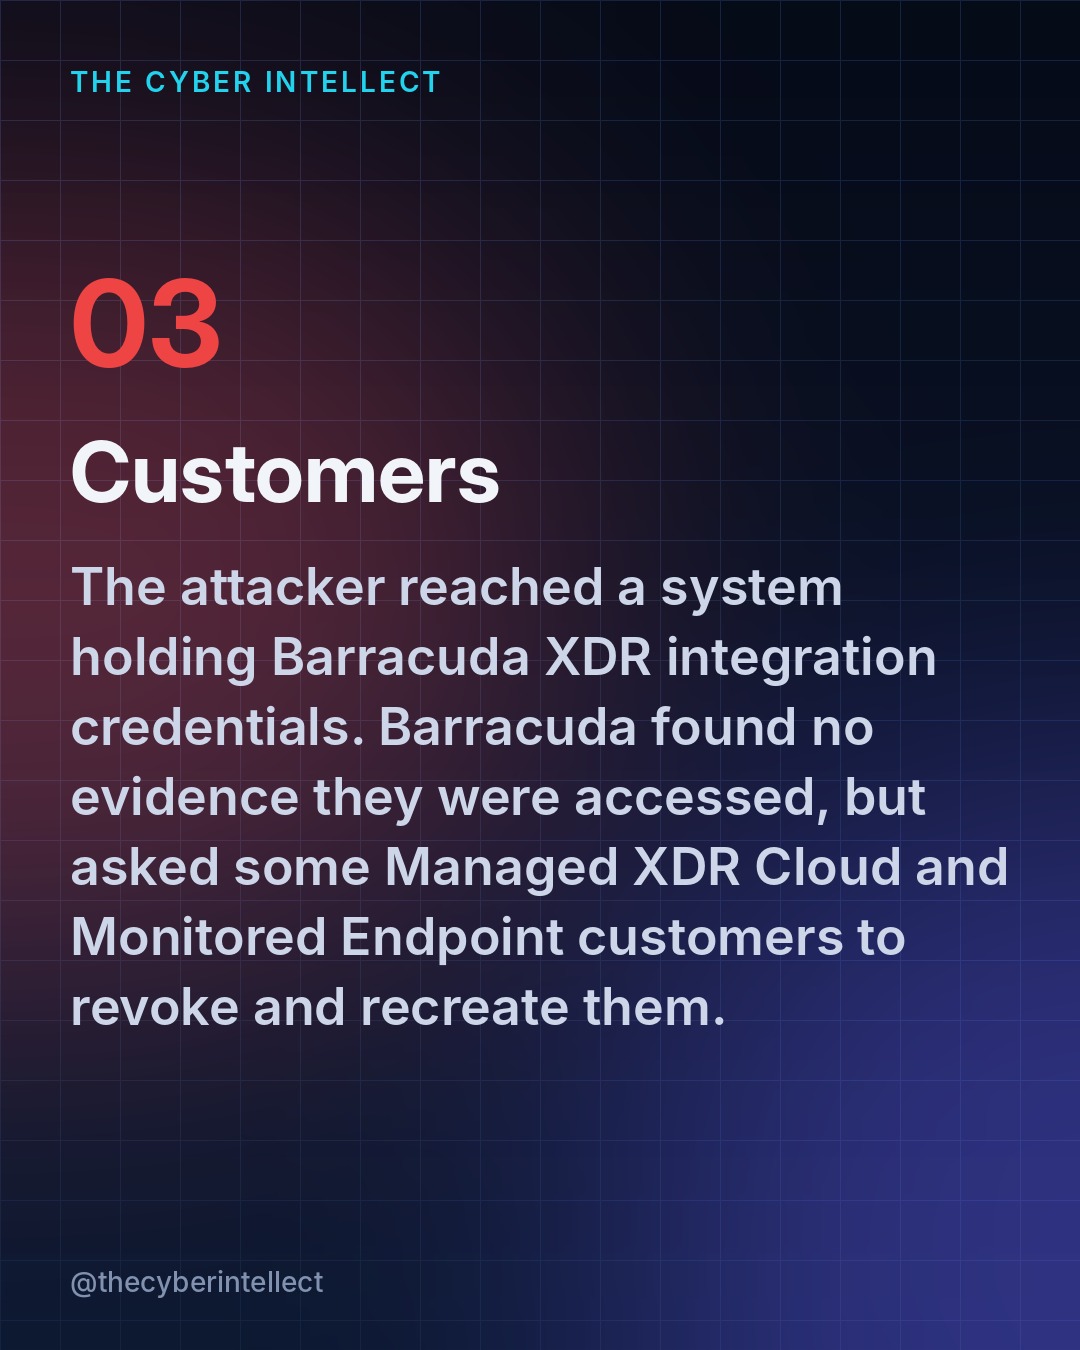 THE CYBER INTELLECT
03
Customers
The attacker reached a system
holding Barracuda XDR integration
credentials. Barracuda found no
evidence they were accessed, but
asked some Managed XDR Cloud and
Monitored Endpoint customers to
revoke and recreate them.
@thecyberintellect